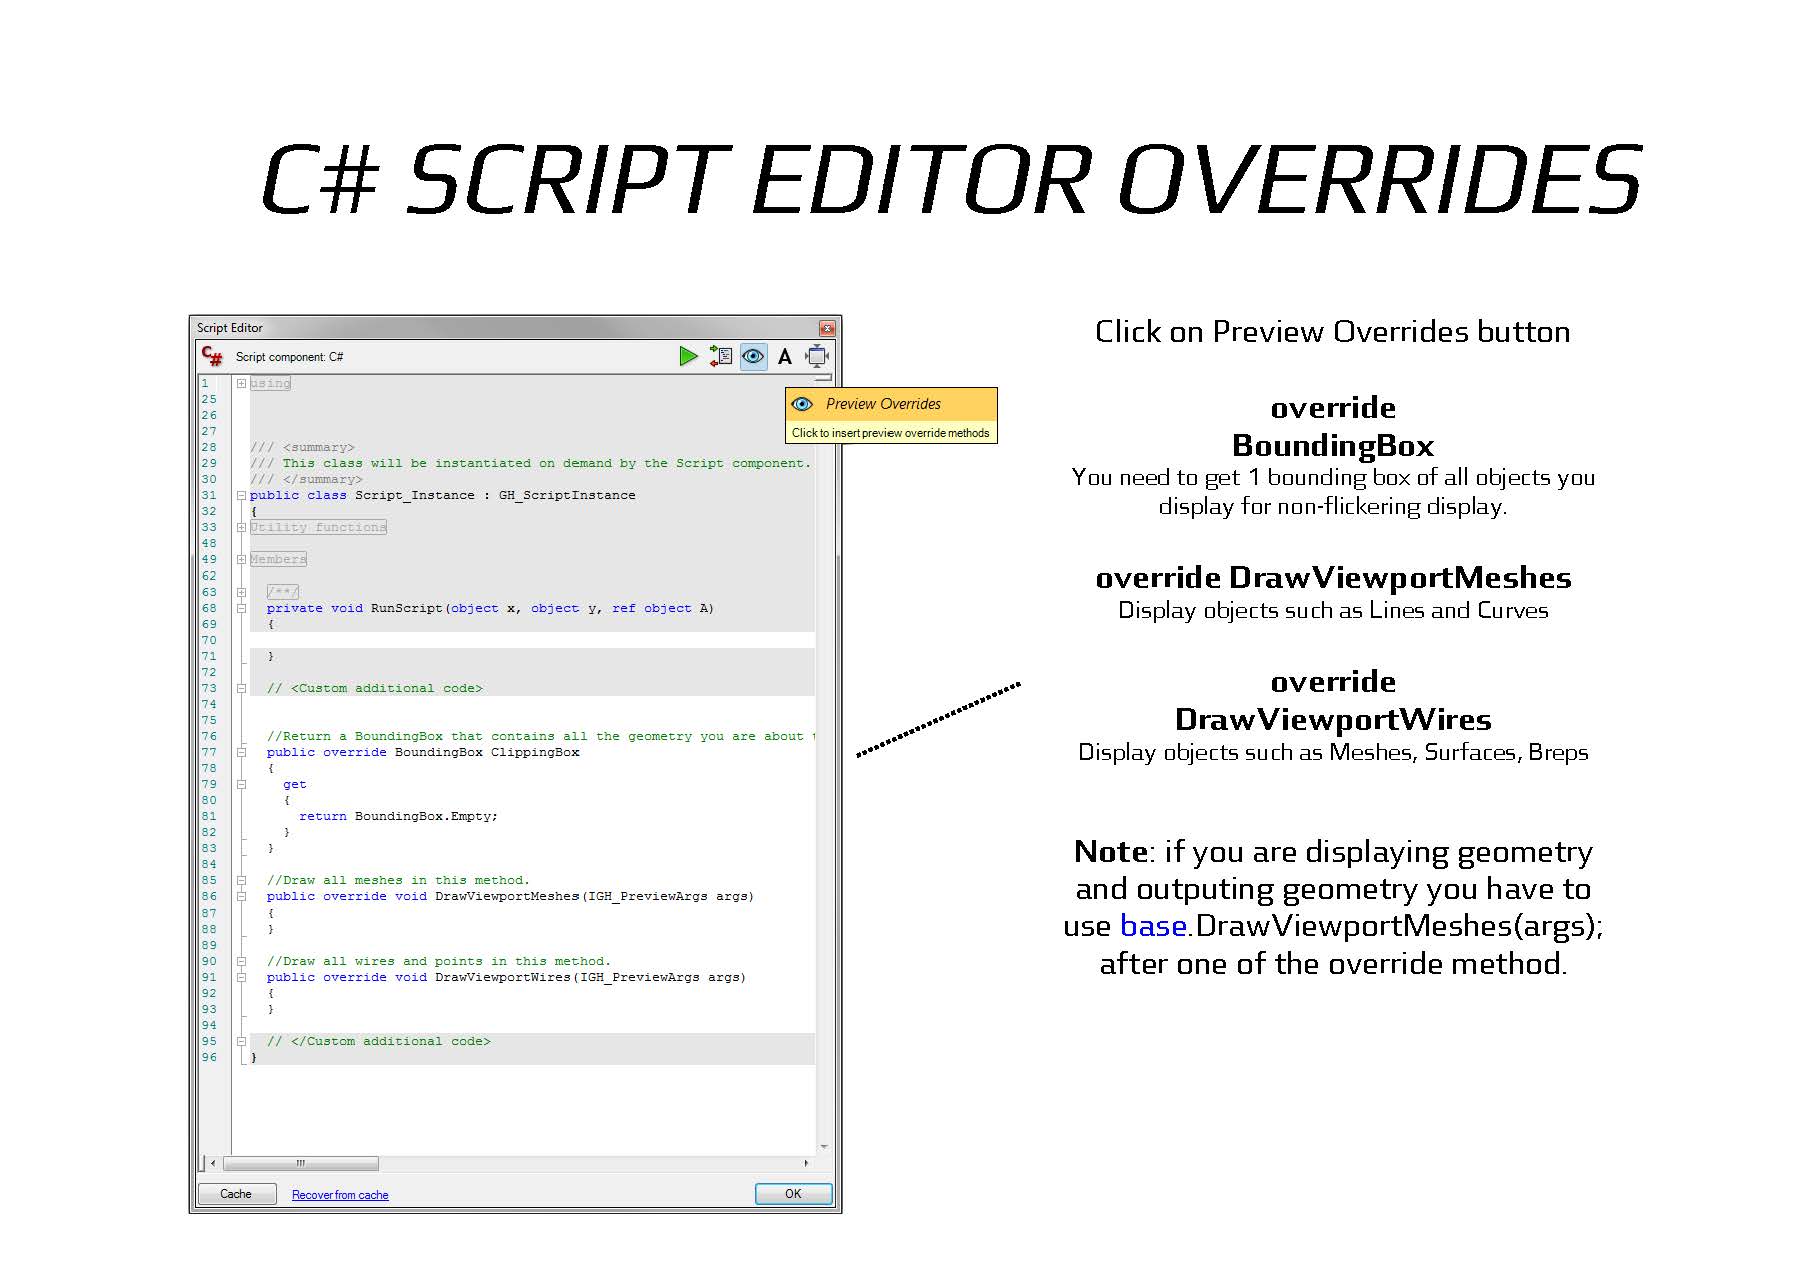 C# SCRIPT EDITOR OVERRIDES
Script Editor
C# Script component: C#
A
Preview Overrides
Click to insert preview override methods
1 using
25
26
27
28 /// <summary>
29 /// This class will be instantiated on demand by the Script component.
30 /// </summary>
31 public class Script_Instance : GH_ScriptInstance
32 {
33 Utility functions
48
49 Members
62
63 /**/
68 private void RunScript(object x, object y, ref object A)
69 {
70
71 }
72
73 // <Custom additional code>
74
75
76 //Return a BoundingBox that contains all the geometry you are about
77 public override BoundingBox ClippingBox
78 {
79 get
80 {
81 return BoundingBox.Empty;
82 }
83 }
84
85 //Draw all meshes in this method.
86 public override void DrawViewportMeshes(IGH_PreviewArgs args)
87 {
88 }
89
90 //Draw all wires and points in this method.
91 public override void DrawViewportWires(IGH_PreviewArgs args)
92 {
93 }
94
95 // </Custom additional code>
96 }
Cache
Recover from cache
OK
Click on Preview Overrides button
override
BoundingBox
You need to get 1 bounding box of all objects you
display for non-flickering display.
override DrawViewportMeshes
Display objects such as Lines and Curves
override
DrawViewportWires
Display objects such as Meshes, Surfaces, Breps
Note: if you are displaying geometry
and outputing geometry you have to
use base.DrawViewportMeshes(args);
after one of the override method.